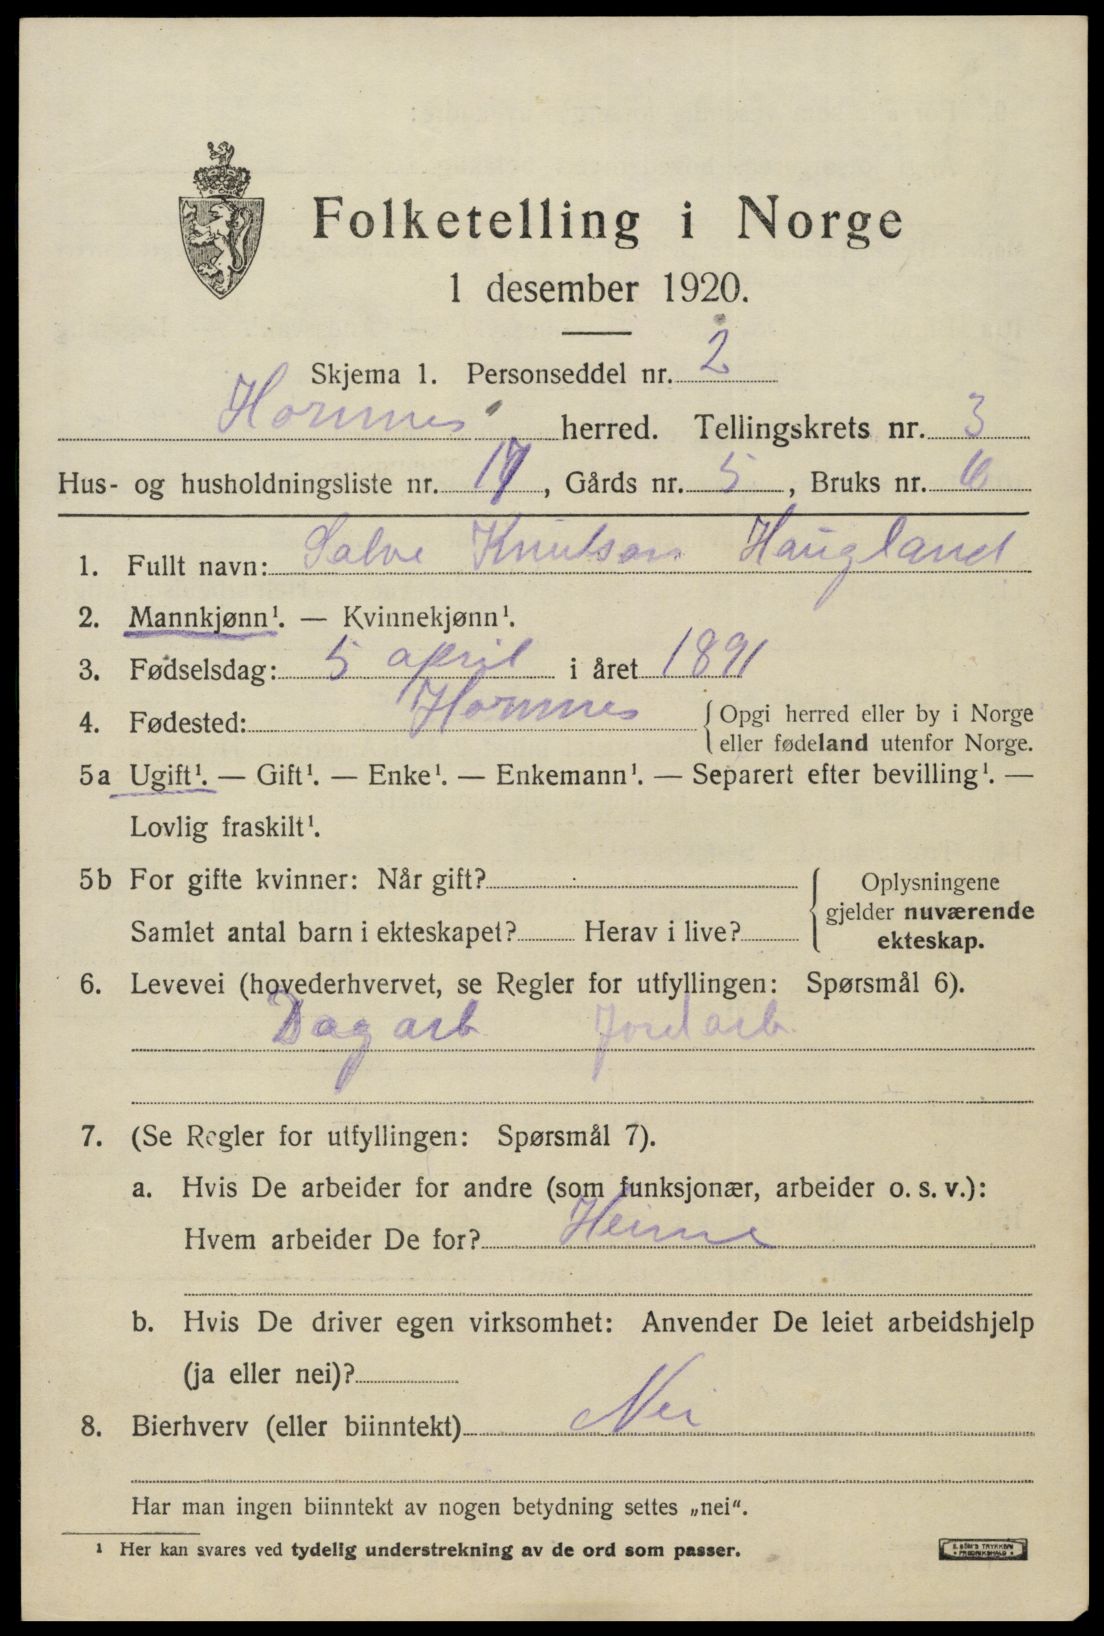 Folketelling i Norge
1 desember 1920.
Skjema 1. Personseddel nr. 2
Hornnes herred. Tellingskrets nr. 3
Hus- og husholdningsliste nr. 17, Gårds nr. 5, Bruks nr. 6
1. Fullt navn: Salve Knutson Haugland
2. Mannkjønn¹. — Kvinnekjønn¹.
3. Fødselsdag: 5 april i året 1891
4. Fødested: Hornnes { Opgi herred eller by i Norge
eller fødeland utenfor Norge.
5a Ugift¹. — Gift¹. — Enke¹. — Enkemann¹. — Separert efter bevilling¹. —
Lovlig fraskilt¹.
5b For gifte kvinner: Når gift?
Samlet antal barn i ekteskapet? Herav i live?
Oplysningene
gjelder nuværende
ekteskap.
6. Levevei (hovederhvervet, se Regler for utfyllingen: Spørsmål 6).
Dagarb Jordarb
7. (Se Regler for utfyllingen: Spørsmål 7).
a. Hvis De arbeider for andre (som funksjonær, arbeider o. s. v.):
Hvem arbeider De for? Heime
b. Hvis De driver egen virksomhet: Anvender De leiet arbeidshjelp
(ja eller nei)?
8. Bierhverv (eller biinntekt) Nei
Har man ingen biinntekt av nogen betydning settes „nei“.
¹ Her kan svares ved tydelig understrekning av de ord som passer.